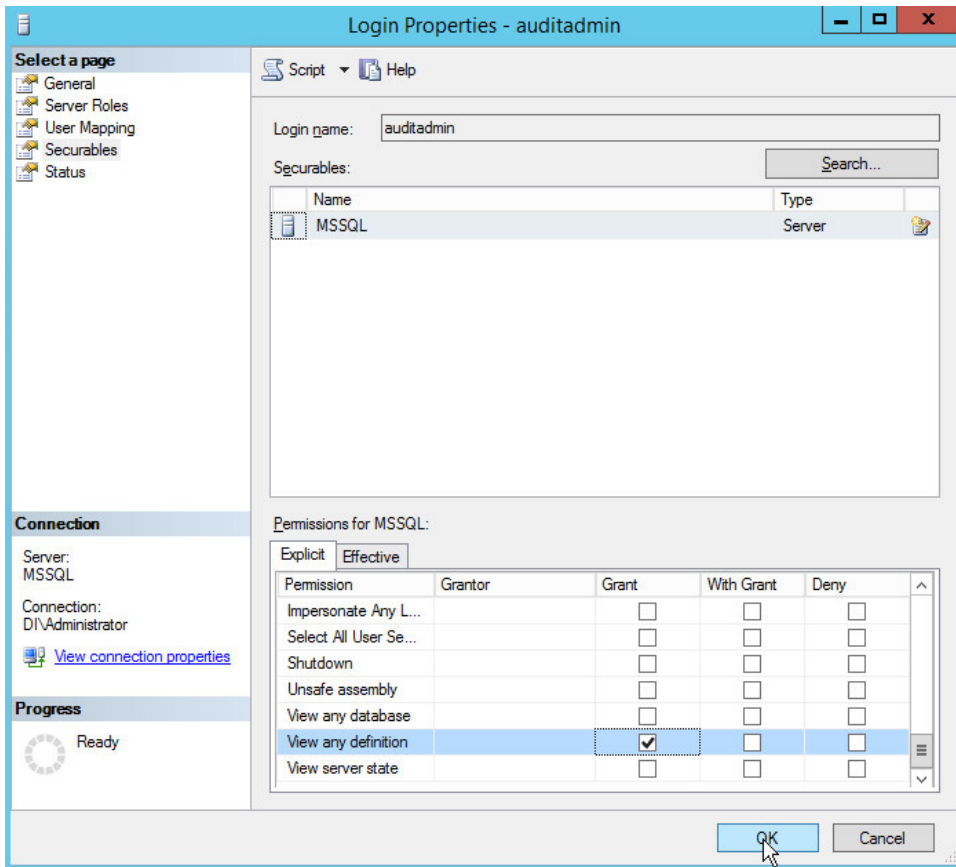 Login Properties - auditadmin
Select a page
General
Server Roles
User Mapping
Securables
Status
Script Help
Login name: auditadmin
Securables: Search...
Name Type
MSSQL Server
Connection
Server:
MSSQL
Connection:
DI\Administrator
View connection properties
Progress
Ready
Permissions for MSSQL:
Explicit Effective
Permission Grantor Grant With Grant Deny
Impersonate Any L...
Select All User Se...
Shutdown
Unsafe assembly
View any database
View any definition
View server state
OK Cancel